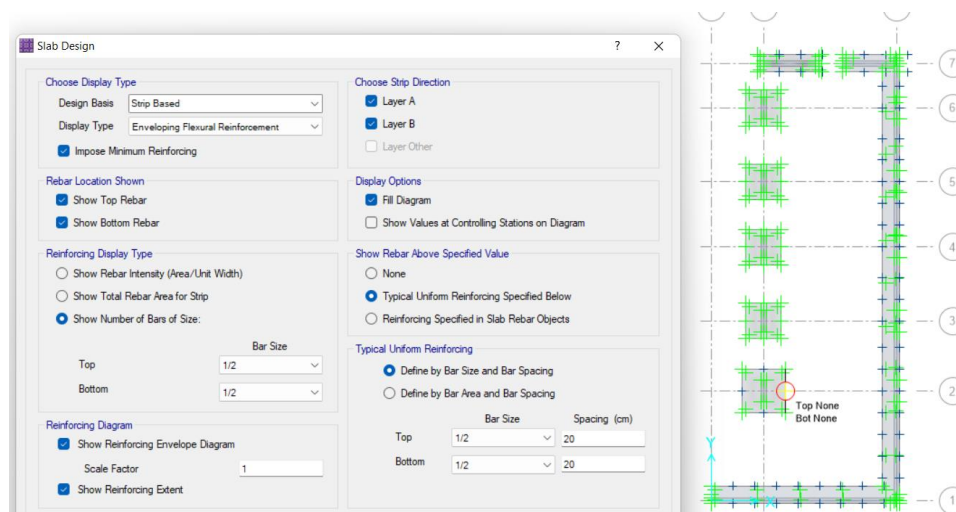 Slab Design
? X
Choose Display Type
Design Basis Strip Based
Display Type Enveloping Flexural Reinforcement
Impose Minimum Reinforcing
Choose Strip Direction
Layer A
Layer B
Layer Other
Rebar Location Shown
Show Top Rebar
Show Bottom Rebar
Display Options
Fill Diagram
Show Values at Controlling Stations on Diagram
Reinforcing Display Type
Show Rebar Intensity (Area/Unit Width)
Show Total Rebar Area for Strip
Show Number of Bars of Size:
Bar Size
Top 1/2
Bottom 1/2
Show Rebar Above Specified Value
None
Typical Uniform Reinforcing Specified Below
Reinforcing Specified in Slab Rebar Objects
Typical Uniform Reinforcing
Define by Bar Size and Bar Spacing
Define by Bar Area and Bar Spacing
Bar Size Spacing (cm)
Top 1/2 20
Bottom 1/2 20
Reinforcing Diagram
Show Reinforcing Envelope Diagram
Scale Factor 1
Show Reinforcing Extent
7
6
5
4
3
2
Top None
Bot None
Y
X
1